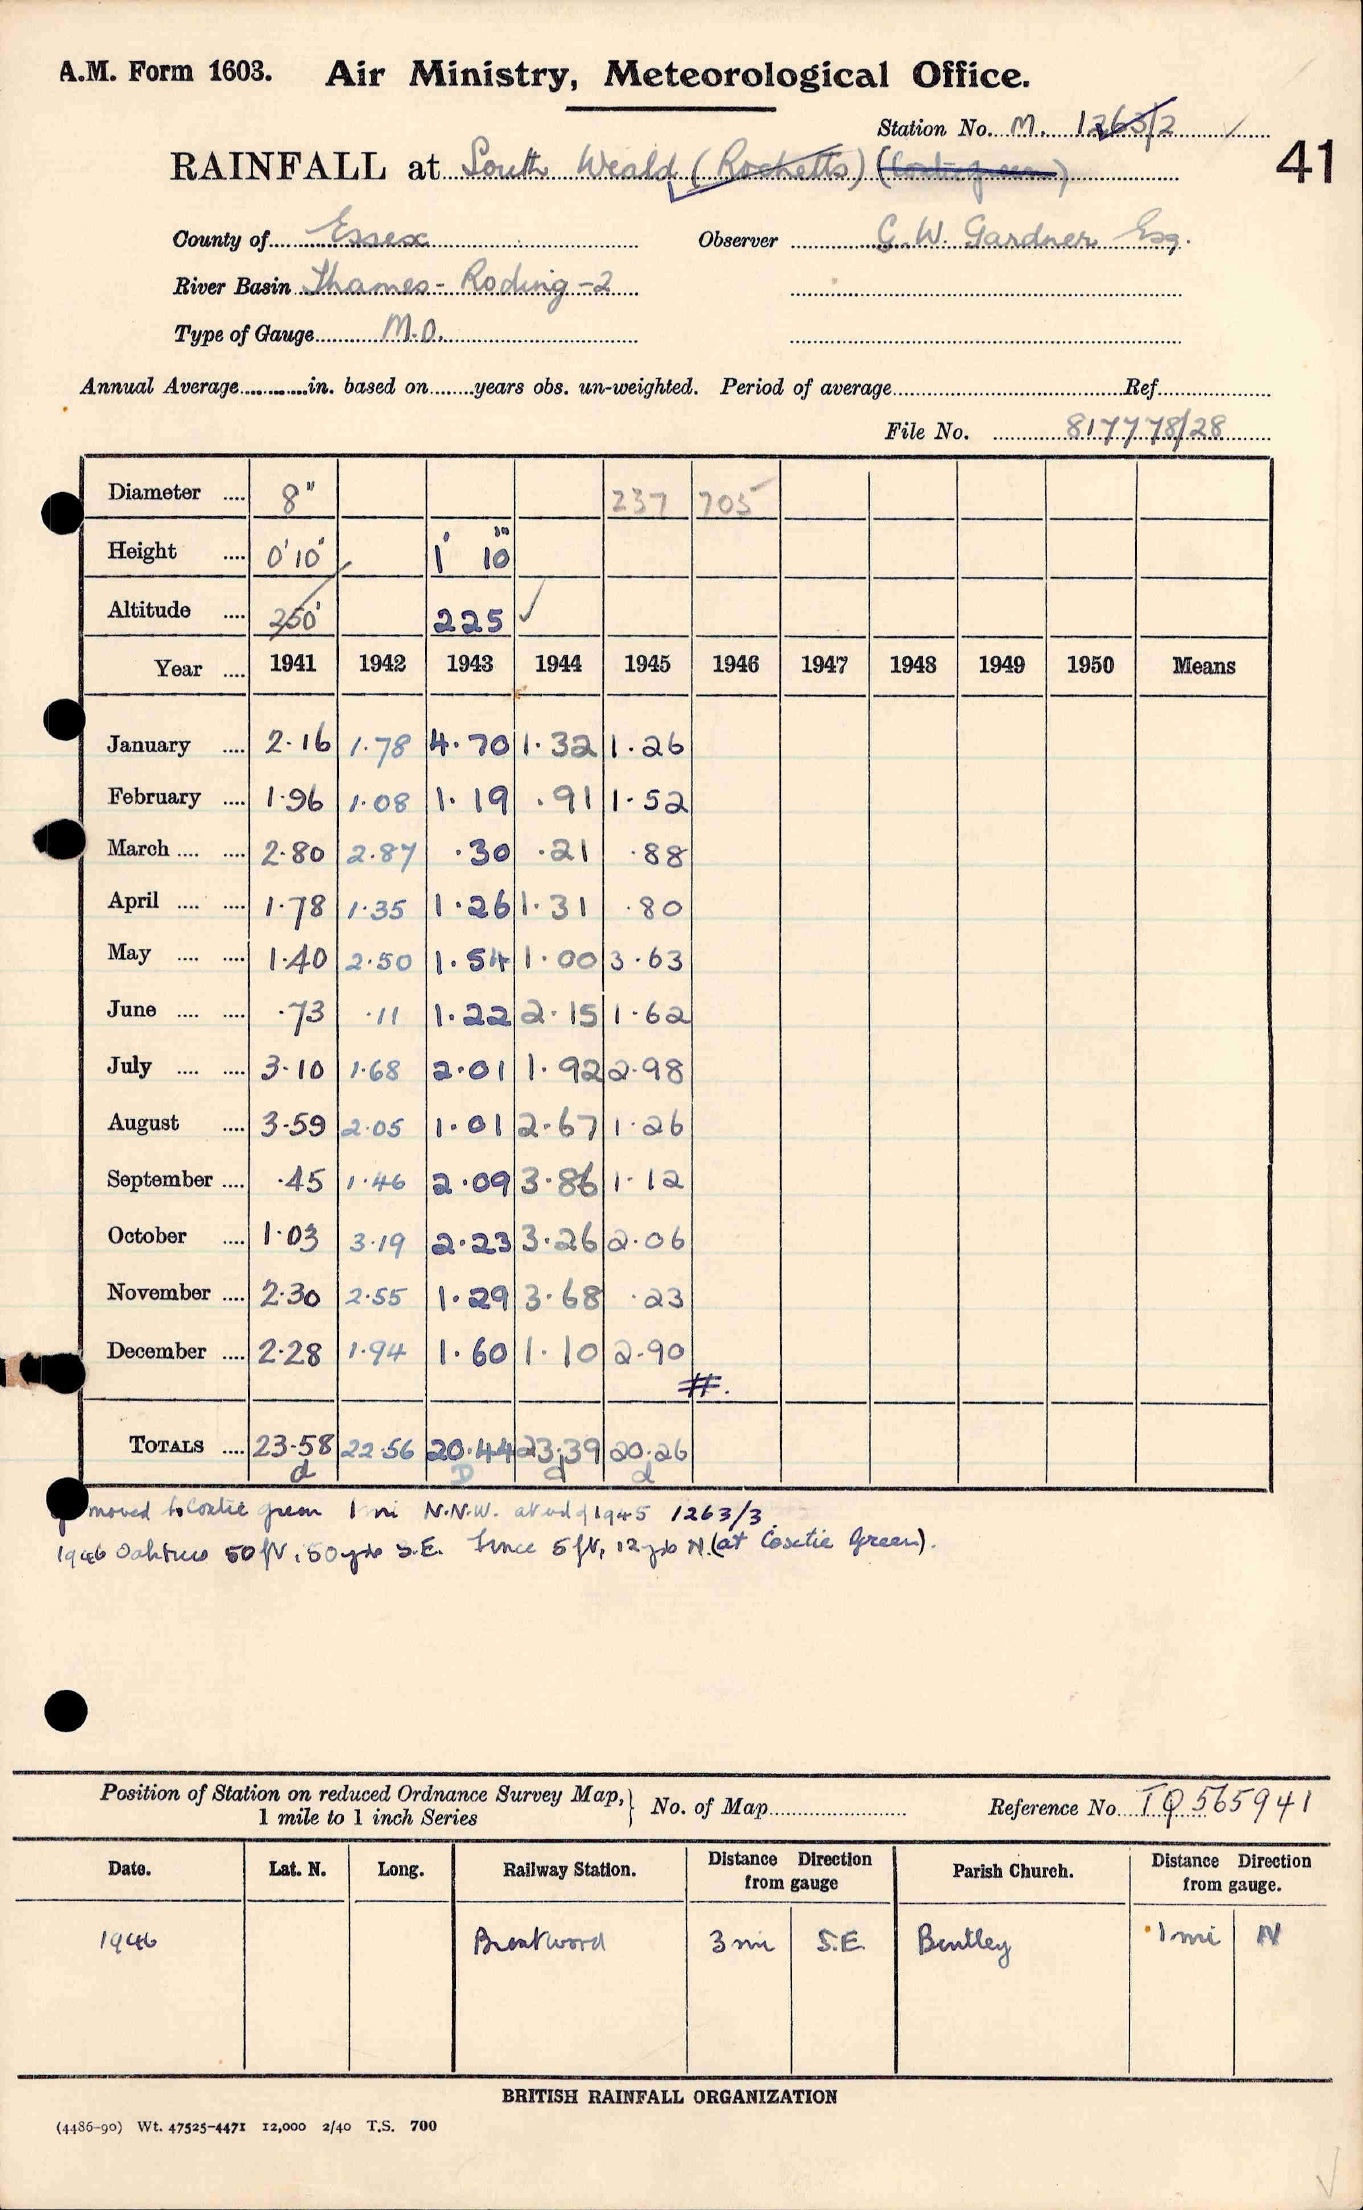 A.M. Form 1603. Air Ministry, Meteorological Office.
Station No. M. 1263/2
RAINFALL at South Weald (Rochetts)
41
County of Essex Observer G. W. Gardner Esq.
River Basin Thames - Roding - 2
Type of Gauge M.O.
Annual Average in. based on years obs. un-weighted. Period of average Ref
File No. 817778/28
Diameter 8" 237 705
Height 0'10" 1' 10"
Altitude 250' 225
Year 1941 1942 1943 1944 1945 1946 1947 1948 1949 1950 Means
January 2·16 1·78 4·70 1·32 1·26
February 1·96 1·08 1·19 ·91 1·52
March 2·80 2·87 ·30 ·21 ·88
April 1·78 1·35 1·26 1·31 ·80
May 1·40 2·50 1·54 1·00 3·63
June ·73 ·11 1·22 2·15 1·62
July 3·10 1·68 2·01 1·92 2·98
August 3·59 2·05 1·01 2·67 1·26
September ·45 1·46 2·09 3·86 1·12
October 1·03 3·19 2·23 3·26 2·06
November 2·30 2·55 1·29 3·68 ·23
December 2·28 1·94 1·60 1·10 2·90
#.
TOTALS 23·58 22·56 20·44 23·39 20·26
d D d d
moved to Coxtie green 1 mi N.N.W. at end of 1945 1263/3.
1946 Oaktree 50 ft, 50 yds S.E. Fence 5 ft, 12 yds N. (at Coxtie Green).
Position of Station on reduced Ordnance Survey Map, 1 mile to 1 inch Series } No. of Map Reference No. TQ 565941
Date. Lat. N. Long. Railway Station. Distance Direction from gauge Parish Church. Distance Direction from gauge.
1946 Brentwood 3 mi S.E. Bentley 1 mi N
BRITISH RAINFALL ORGANIZATION
(4486-90) Wt. 47525-4471 12,000 2/40 T.S. 700